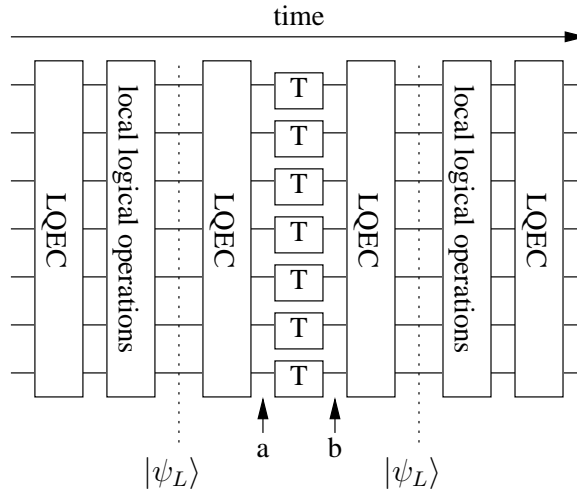 time
LQEC
local logical operations
LQEC
T
T
T
T
T
T
T
LQEC
local logical operations
LQEC
a
b
|ψ_L⟩
|ψ_L⟩